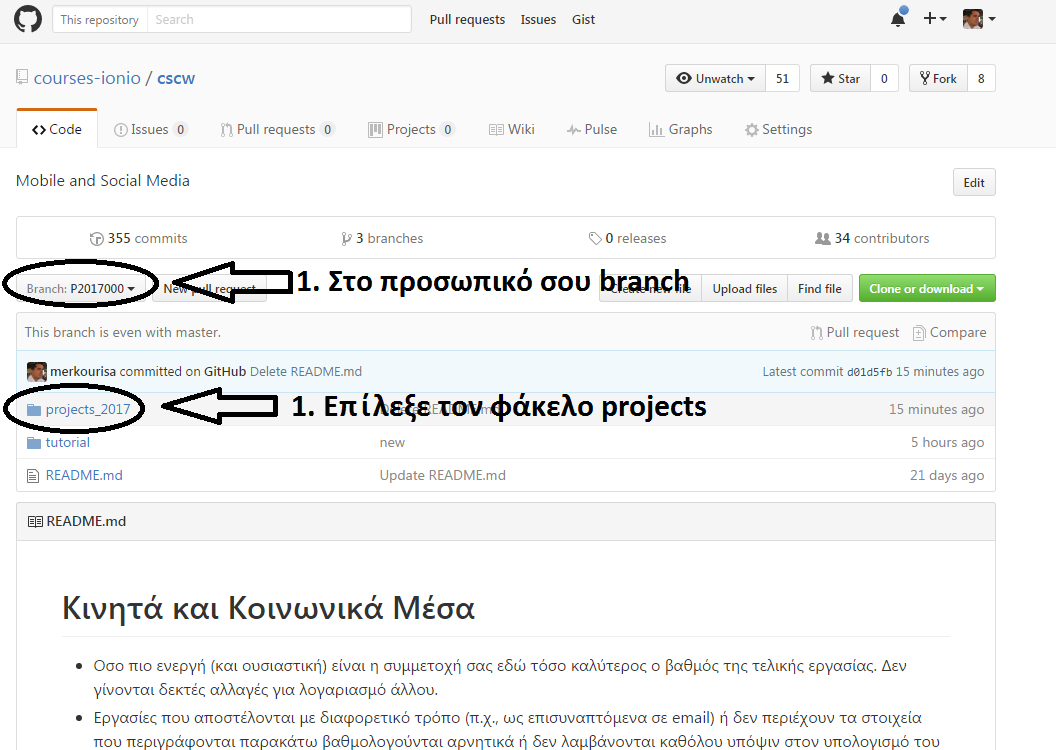 This repository Search Pull requests Issues Gist
courses-ionio / cscw Unwatch 51 Star 0 Fork 8
Code Issues 0 Pull requests 0 Projects 0 Wiki Pulse Graphs Settings
Mobile and Social Media Edit
355 commits 3 branches 0 releases 34 contributors
Branch: P2017000 New pull request 1. Στο προσωπικό σου branch Create new file Upload files Find file Clone or download
This branch is even with master. Pull request Compare
merkourisa committed on GitHub Delete README.md Latest commit d01d5fb 15 minutes ago
projects_2017 1. Επίλεξε τον φάκελο projects Delete README.md 15 minutes ago
tutorial new 5 hours ago
README.md Update README.md 21 days ago
README.md
Κινητά και Κοινωνικά Μέσα
Οσο πιο ενεργή (και ουσιαστική) είναι η συμμετοχή σας εδώ τόσο καλύτερος ο βαθμός της τελικής εργασίας. Δεν
γίνονται δεκτές αλλαγές για λογαριασμό άλλου.
Εργασίες που αποστέλονται με διαφορετικό τρόπο (π.χ., ως επισυναπτόμενα σε email) ή δεν περιέχουν τα στοιχεία
που περιγράφονται παρακάτω βαθμολογούνται αρνητικά ή δεν λαμβάνονται καθόλου υπόψιν στον υπολογισμό του